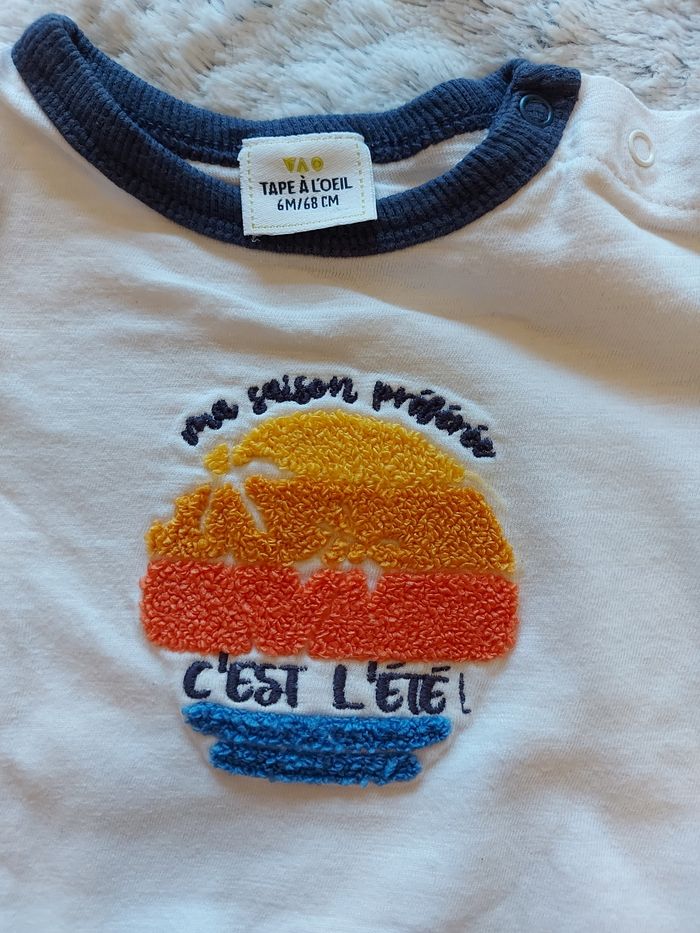 TAPE À L'OEIL
6M/68 CM
ma saison préférée
C'EST L'ÉTÉ!